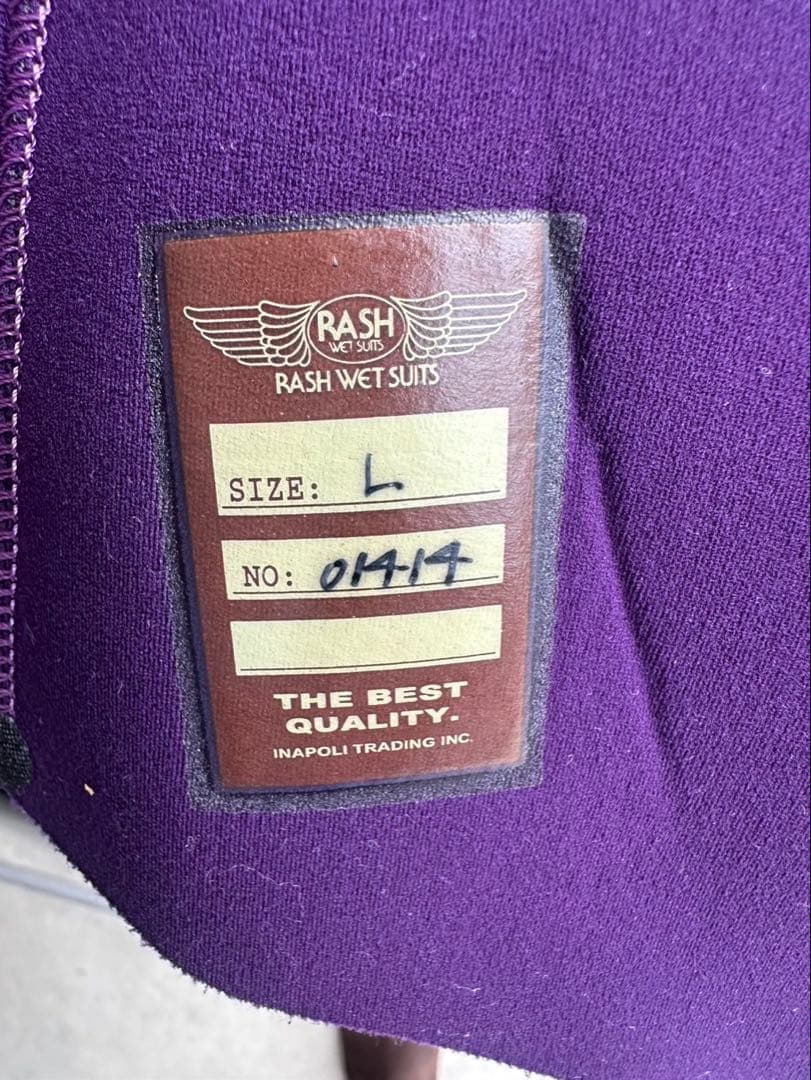 RASH
WET SUITS
RASH WET SUITS
SIZE: L
NO: 01414
THE BEST
QUALITY.
INAPOLI TRADING INC.